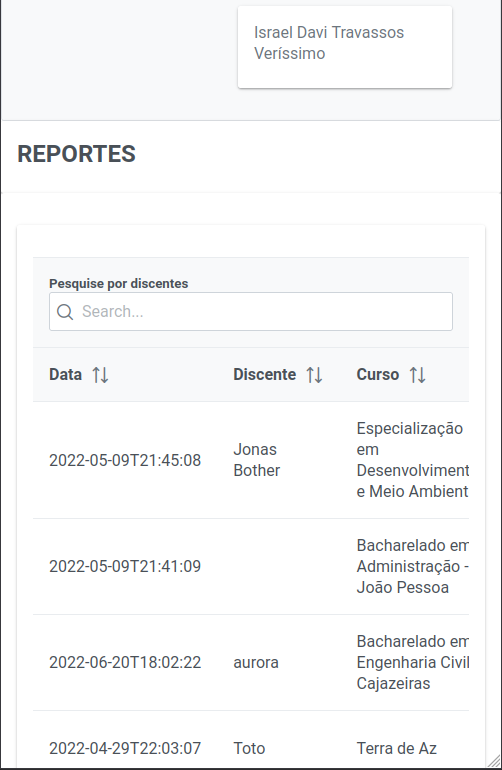 Israel Davi Travassos
Veríssimo
REPORTES
Pesquise por discentes
Search...
Data Discente Curso
2022-05-09T21:45:08
Jonas
Bother
Especialização
em
Desenvolviment
e Meio Ambient
2022-05-09T21:41:09
Bacharelado em
Administração -
João Pessoa
2022-06-20T18:02:22
aurora
Bacharelado em
Engenharia Civil
Cajazeiras
2022-04-29T22:03:07 Toto Terra de Az